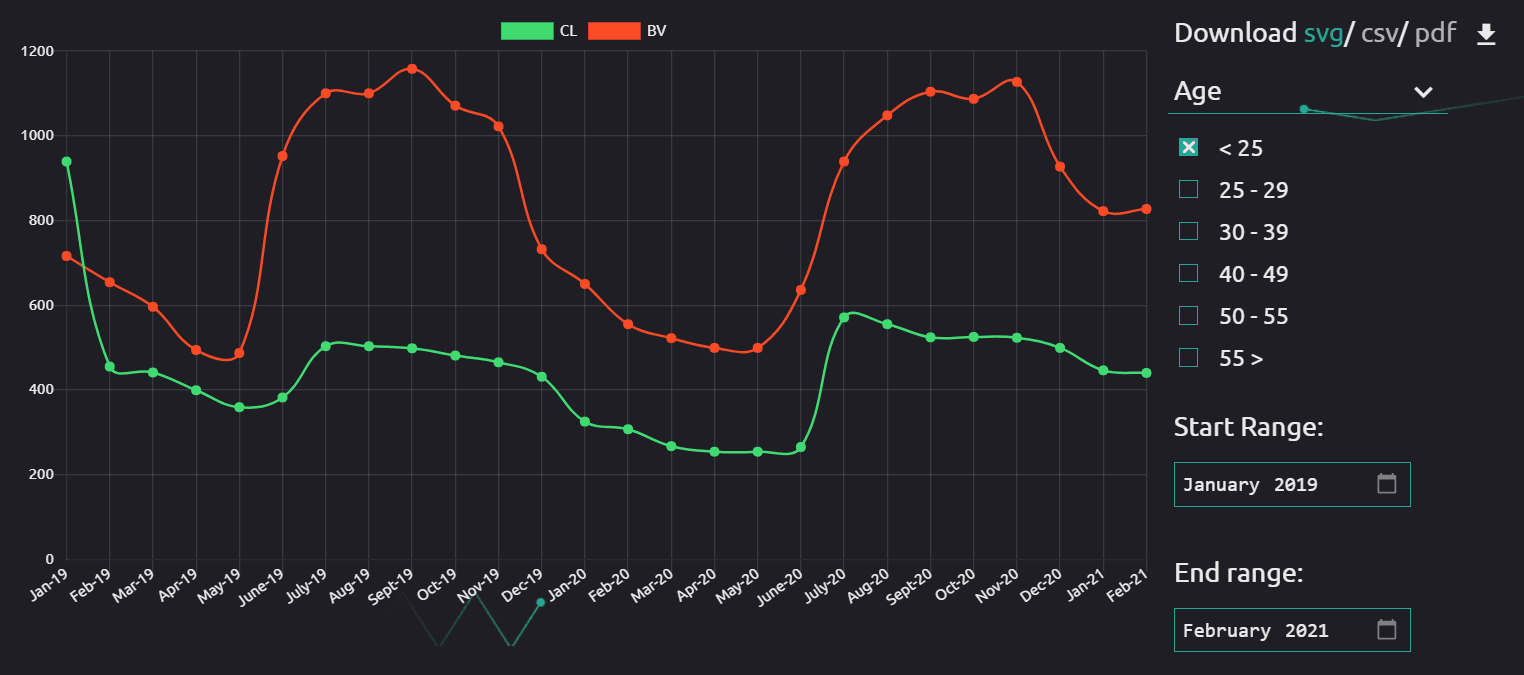 CL BV
1200
1000
800
600
400
200
0
Jan-19 Feb-19 Mar-19 Apr-19 May-19 June-19 July-19 Aug-19 Sept-19 Oct-19 Nov-19 Dec-19 Jan-20 Feb-20 Mar-20 Apr-20 May-20 June-20 July-20 Aug-20 Sept-20 Oct-20 Nov-20 Dec-20 Jan-21 Feb-21
Download svg/ csv/ pdf
Age
< 25
25 - 29
30 - 39
40 - 49
50 - 55
55 >
Start Range:
January 2019
End range:
February 2021